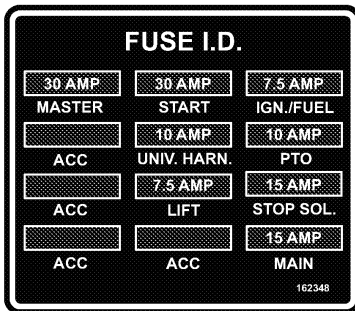 FUSE I.D.
30 AMP 30 AMP 7.5 AMP
MASTER START IGN./FUEL
10 AMP 10 AMP
ACC UNIV. HARN. PTO
7.5 AMP 15 AMP
ACC LIFT STOP SOL.
15 AMP
ACC ACC MAIN
162348